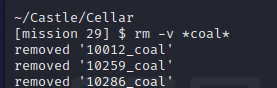 ~/Castle/Cellar
[mission 29] $ rm -v *coal*
removed '10012_coal'
removed '10259_coal'
removed '10286_coal'